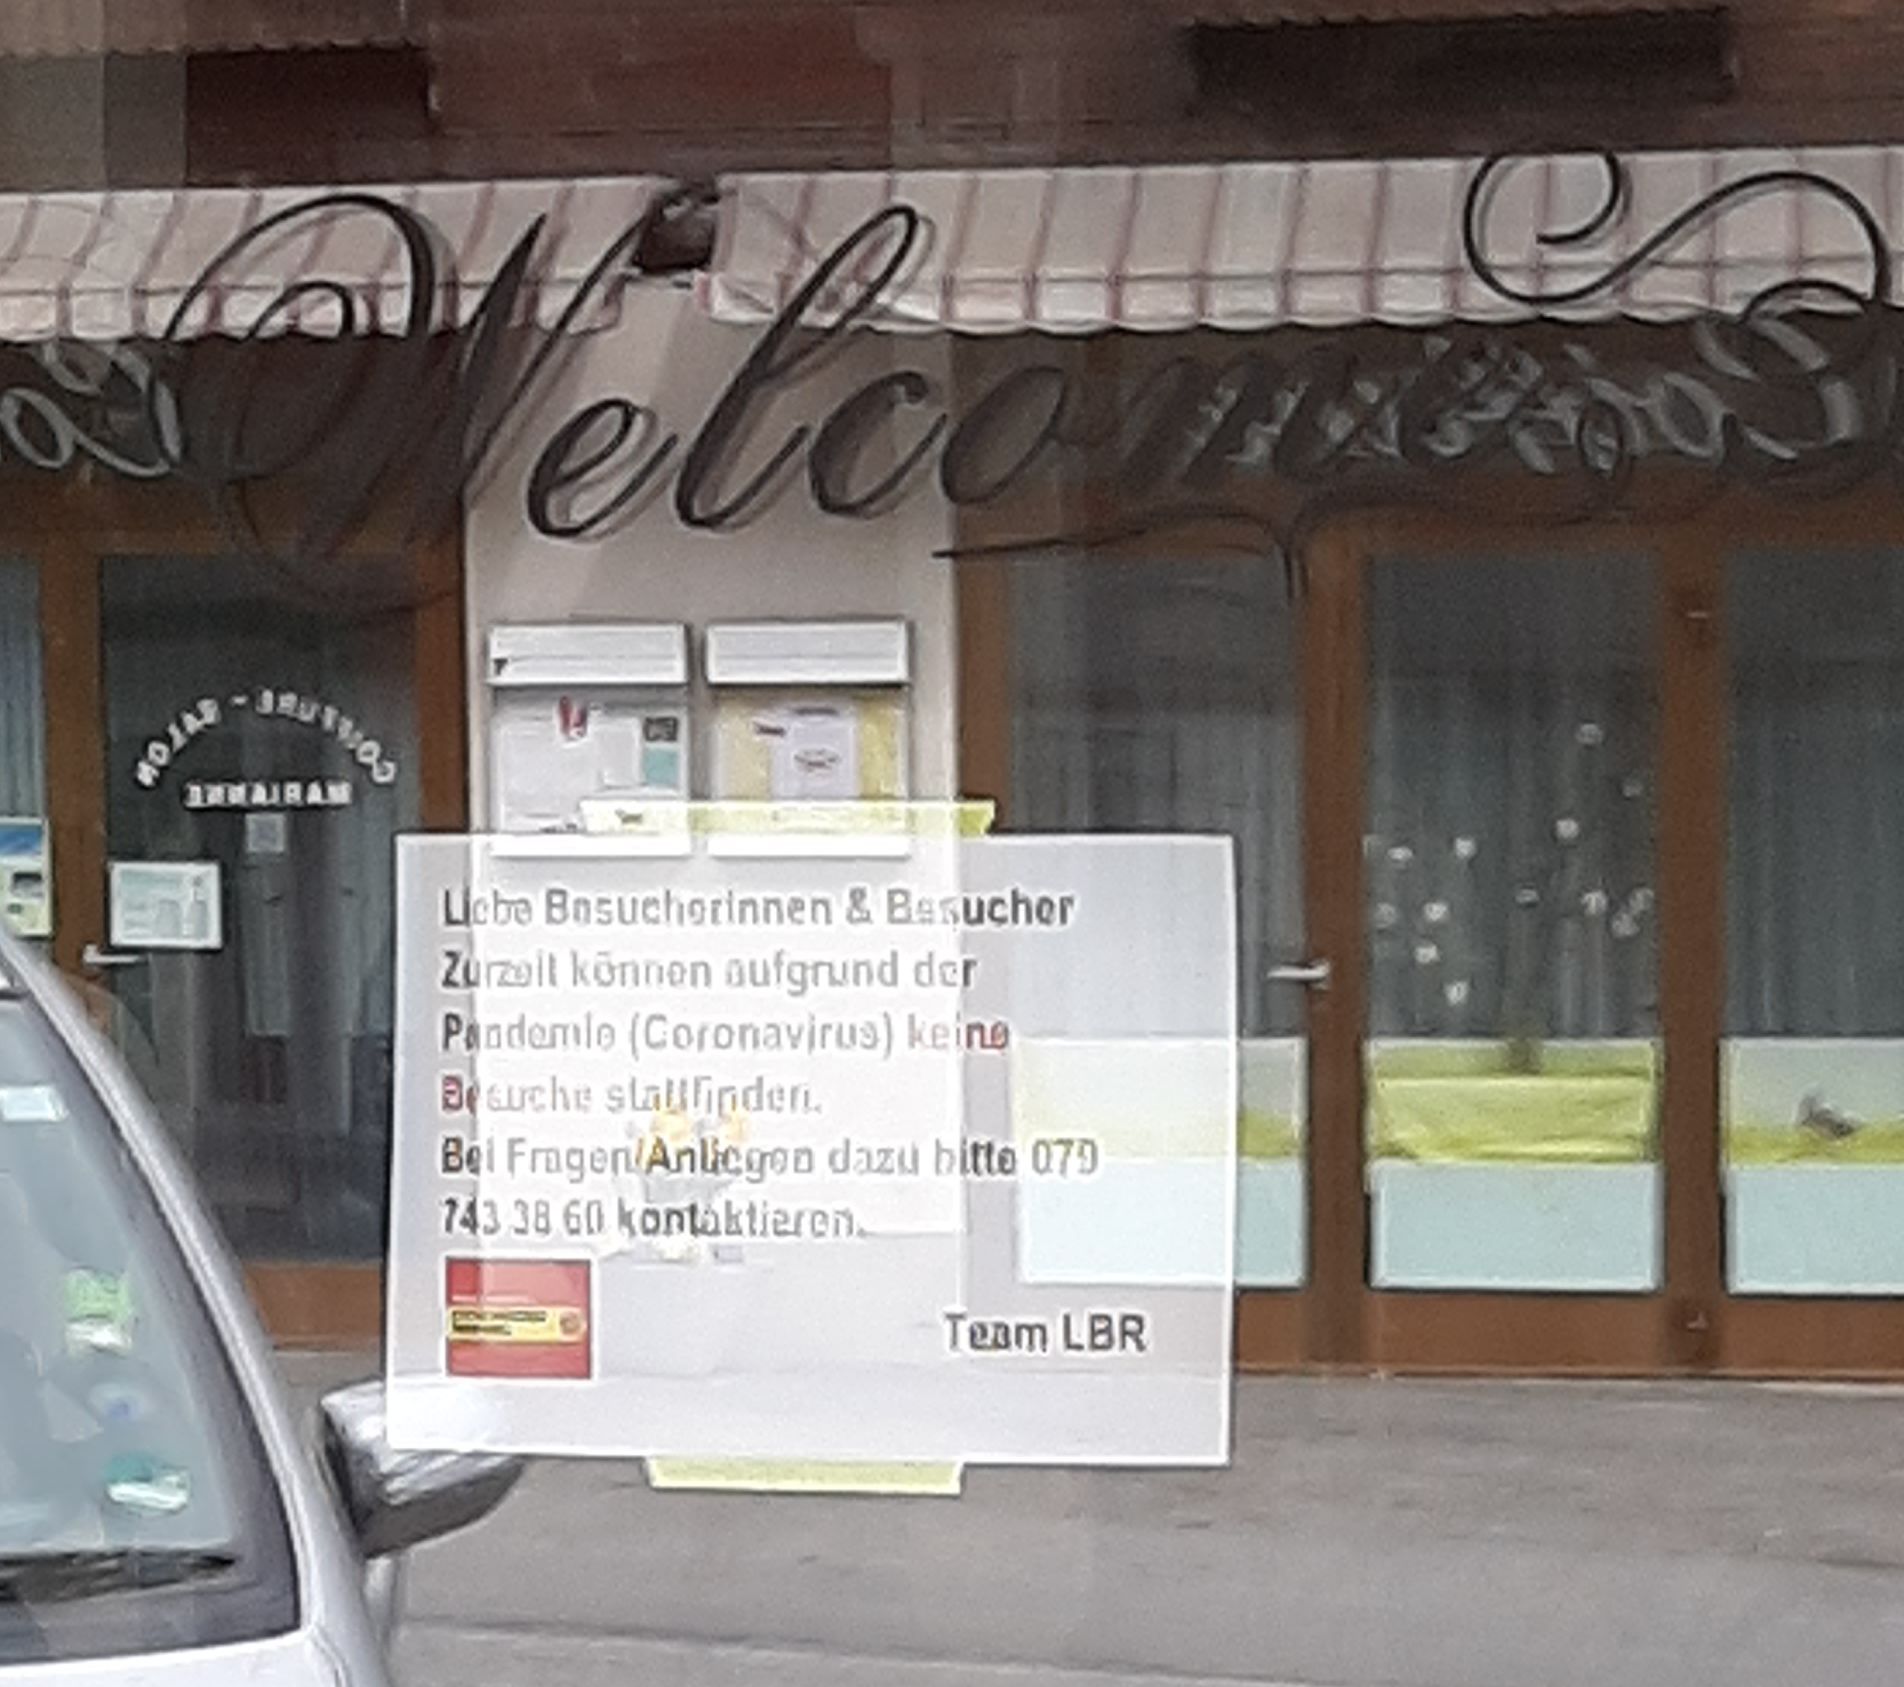 Welcome
COUTURE - SALON
MARIANNE
Liebe Besucherinnen & Besucher
Zurzeit können aufgrund der
Pandemie (Coronavirus) keine
Besuche stattfinden.
Bei Fragen/Anliegen dazu bitte 079
743 38 60 kontaktieren.
Team LBR